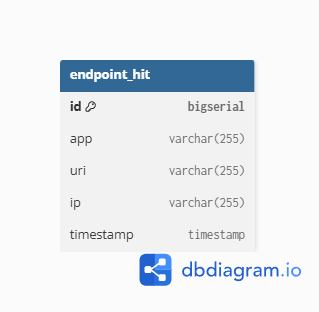 endpoint_hit
id bigserial
app varchar(255)
uri varchar(255)
ip varchar(255)
timestamp timestamp
dbdiagram.io